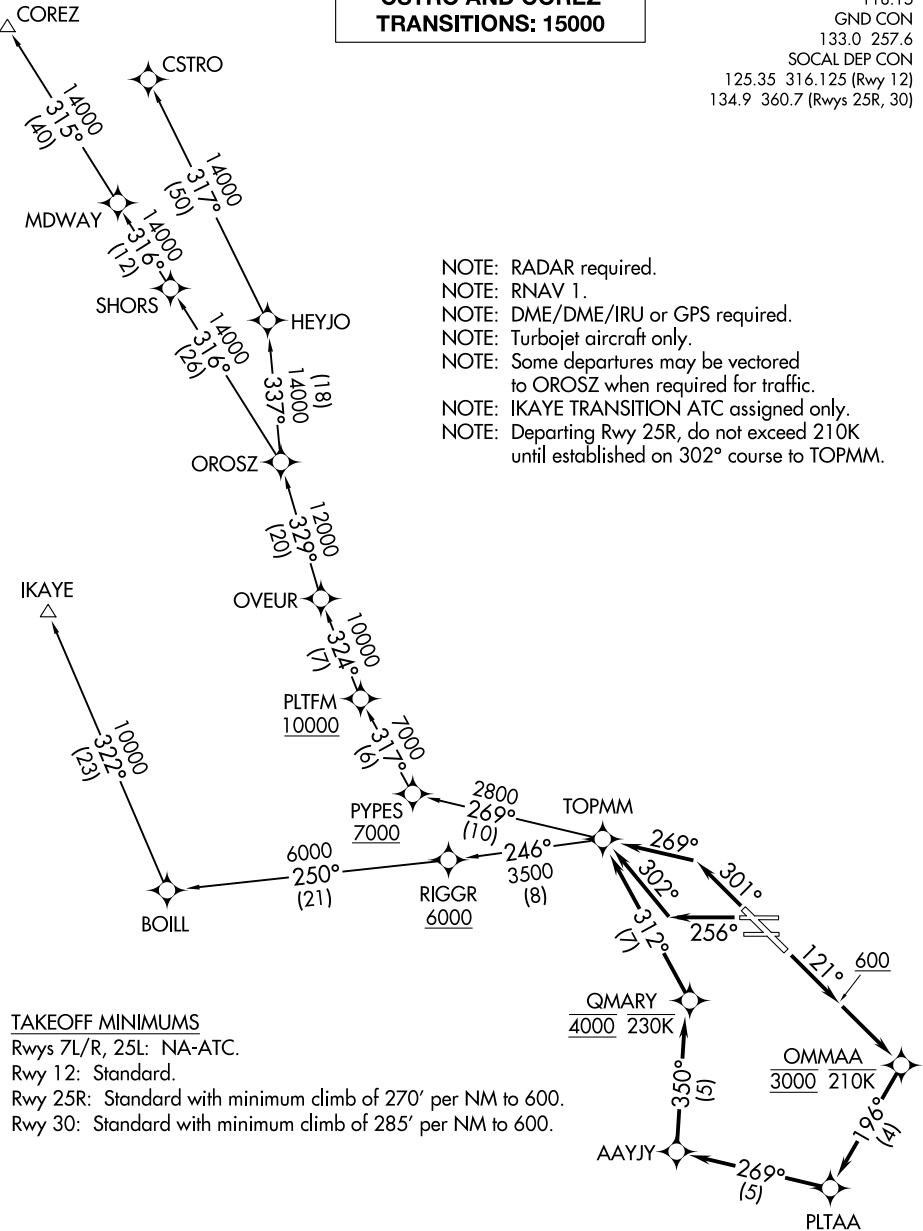 COREZ
CSTRO AND COREZ
TRANSITIONS: 15000
118.15
GND CON
133.0 257.6
SOCAL DEP CON
125.35 316.125 (Rwy 12)
134.9 360.7 (Rwys 25R, 30)
CSTRO
14000
315°
(40)
14000
317°
(50)
MDWAY
14000
316°
(12)
SHORS
HEYJO
14000
316°
(26)
(18)
14000
337°
NOTE: RADAR required.
NOTE: RNAV 1.
NOTE: DME/DME/IRU or GPS required.
NOTE: Turbojet aircraft only.
NOTE: Some departures may be vectored
to OROSZ when required for traffic.
NOTE: IKAYE TRANSITION ATC assigned only.
NOTE: Departing Rwy 25R, do not exceed 210K
until established on 302° course to TOPMM.
OROSZ
12000
329°
(20)
IKAYE
OVEUR
10000
324°
(7)
PLTFM
10000
7000
317°
(6)
10000
322°
(23)
PYPES
7000
2800
269°
(10)
TOPMM
6000
250°
(21)
RIGGR
6000
246°
3500
(8)
BOILL
269°
301°
302°
256°
312°
(7)
121°
600
QMARY
4000 230K
OMMAA
3000 210K
TAKEOFF MINIMUMS
Rwys 7L/R, 25L: NA-ATC.
Rwy 12: Standard.
Rwy 25R: Standard with minimum climb of 270' per NM to 600.
Rwy 30: Standard with minimum climb of 285' per NM to 600.
350°
(5)
196°
(4)
AAYJY
269°
(5)
PLTAA